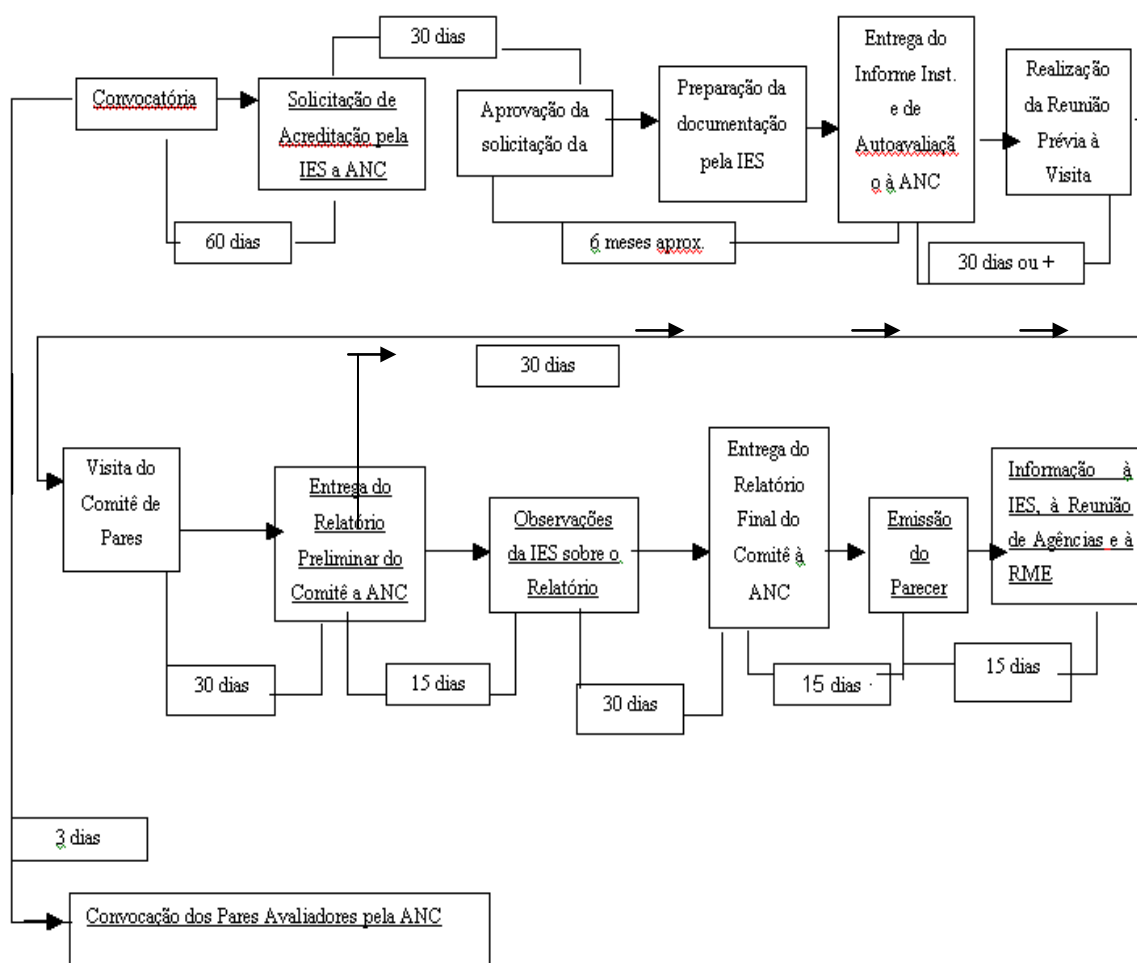 30 dias
Convocatória
Solicitação de
Acreditação pela
IES a ANC
60 dias
Aprovação da
solicitação da
Preparação da
documentação
pela IES
6 meses aprox.
Entrega do
Informe Inst.
e de
Autoavaliaçã
o à ANC
Realização
da Reunião
Prévia à
Visita
30 dias ou +
30 dias
Visita do
Comitê de
Pares
30 dias
Entrega do
Relatório
Preliminar do
Comitê a ANC
15 dias
Observações
da IES sobre o
Relatório
30 dias
Entrega do
Relatório
Final do
Comitê à
ANC
15 dias
Emissão
do
Parecer
15 dias
Informação à
IES, à Reunião
de Agências e à
RME
3 dias
Convocação dos Pares Avaliadores pela ANC